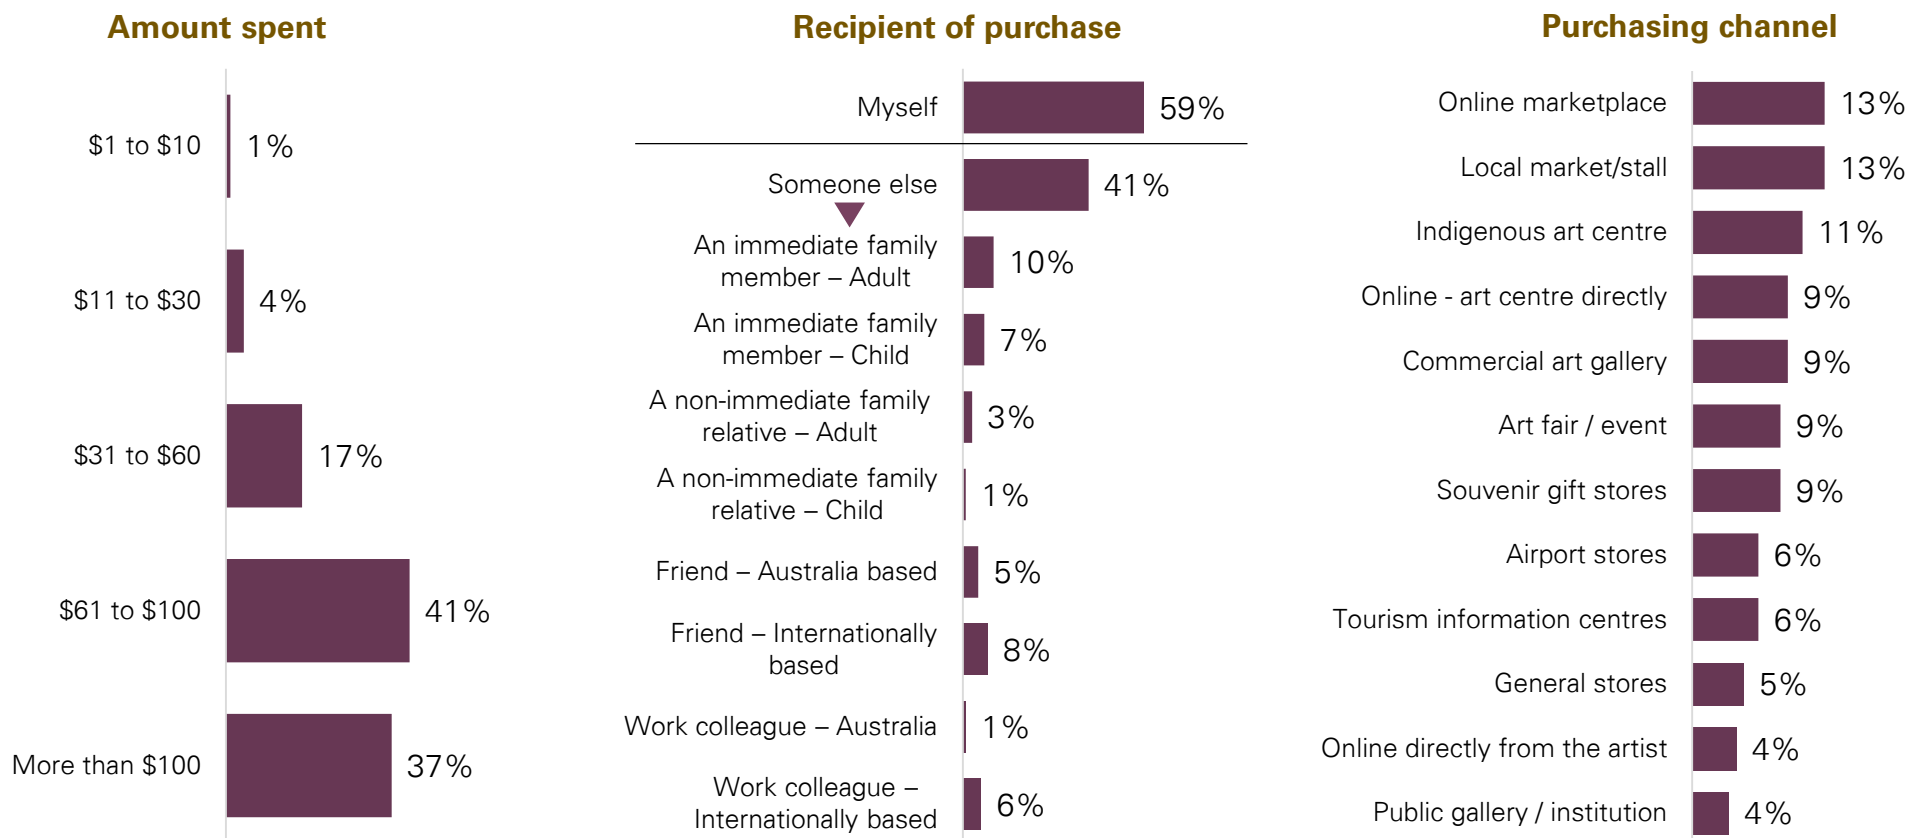 Amount spent
$1 to $10
1%
$11 to $30
4%
$31 to $60
17%
$61 to $100
41%
More than $100
37%
Recipient of purchase
Myself
59%
Someone else
41%
An immediate family
member – Adult
10%
An immediate family
member – Child
7%
A non-immediate family
relative – Adult
3%
A non-immediate family
relative – Child
1%
Friend – Australia based
5%
Friend – Internationally
based
8%
Work colleague – Australia
1%
Work colleague –
Internationally based
6%
Purchasing channel
Online marketplace
13%
Local market/stall
13%
Indigenous art centre
11%
Online - art centre directly
9%
Commercial art gallery
9%
Art fair / event
9%
Souvenir gift stores
9%
Airport stores
6%
Tourism information centres
6%
General stores
5%
Online directly from the artist
4%
Public gallery / institution
4%